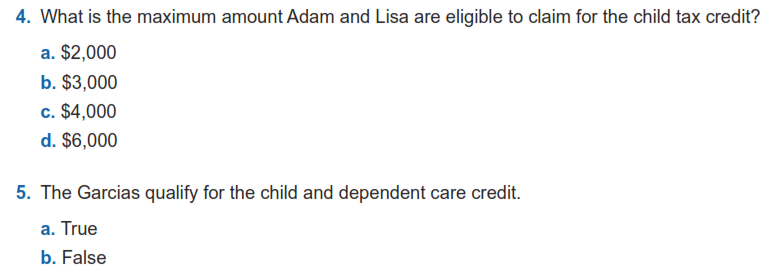 4. What is the maximum amount Adam and Lisa are eligible to claim for the child tax credit?
a. $2,000
b. $3,000
c. $4,000
d. $6,000
5. The Garcias qualify for the child and dependent care credit.
a. True
b. False